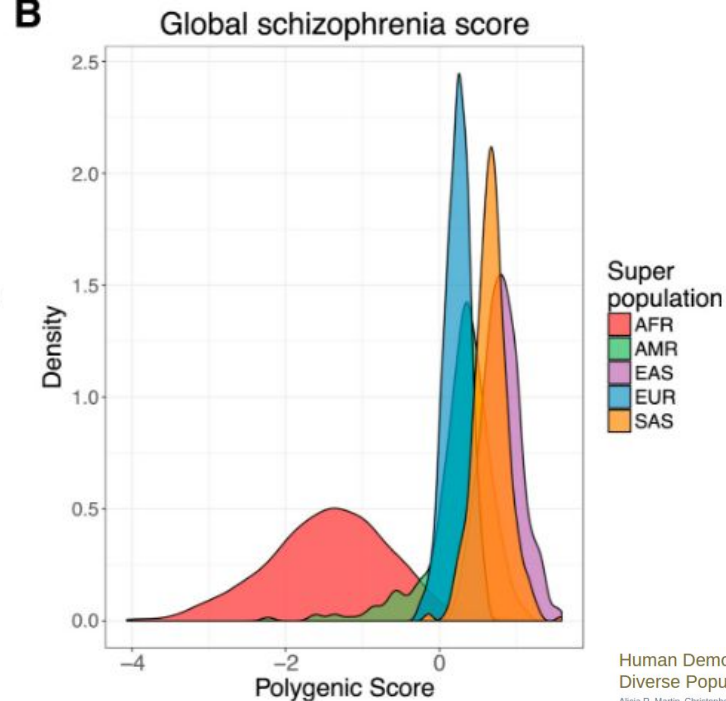 B
Global schizophrenia score
2.5
2.0
1.5
1.0
0.5
0.0
Density
−4
−2
0
Polygenic Score
Super
population
AFR
AMR
EAS
EUR
SAS
Human Demo
Diverse Popu